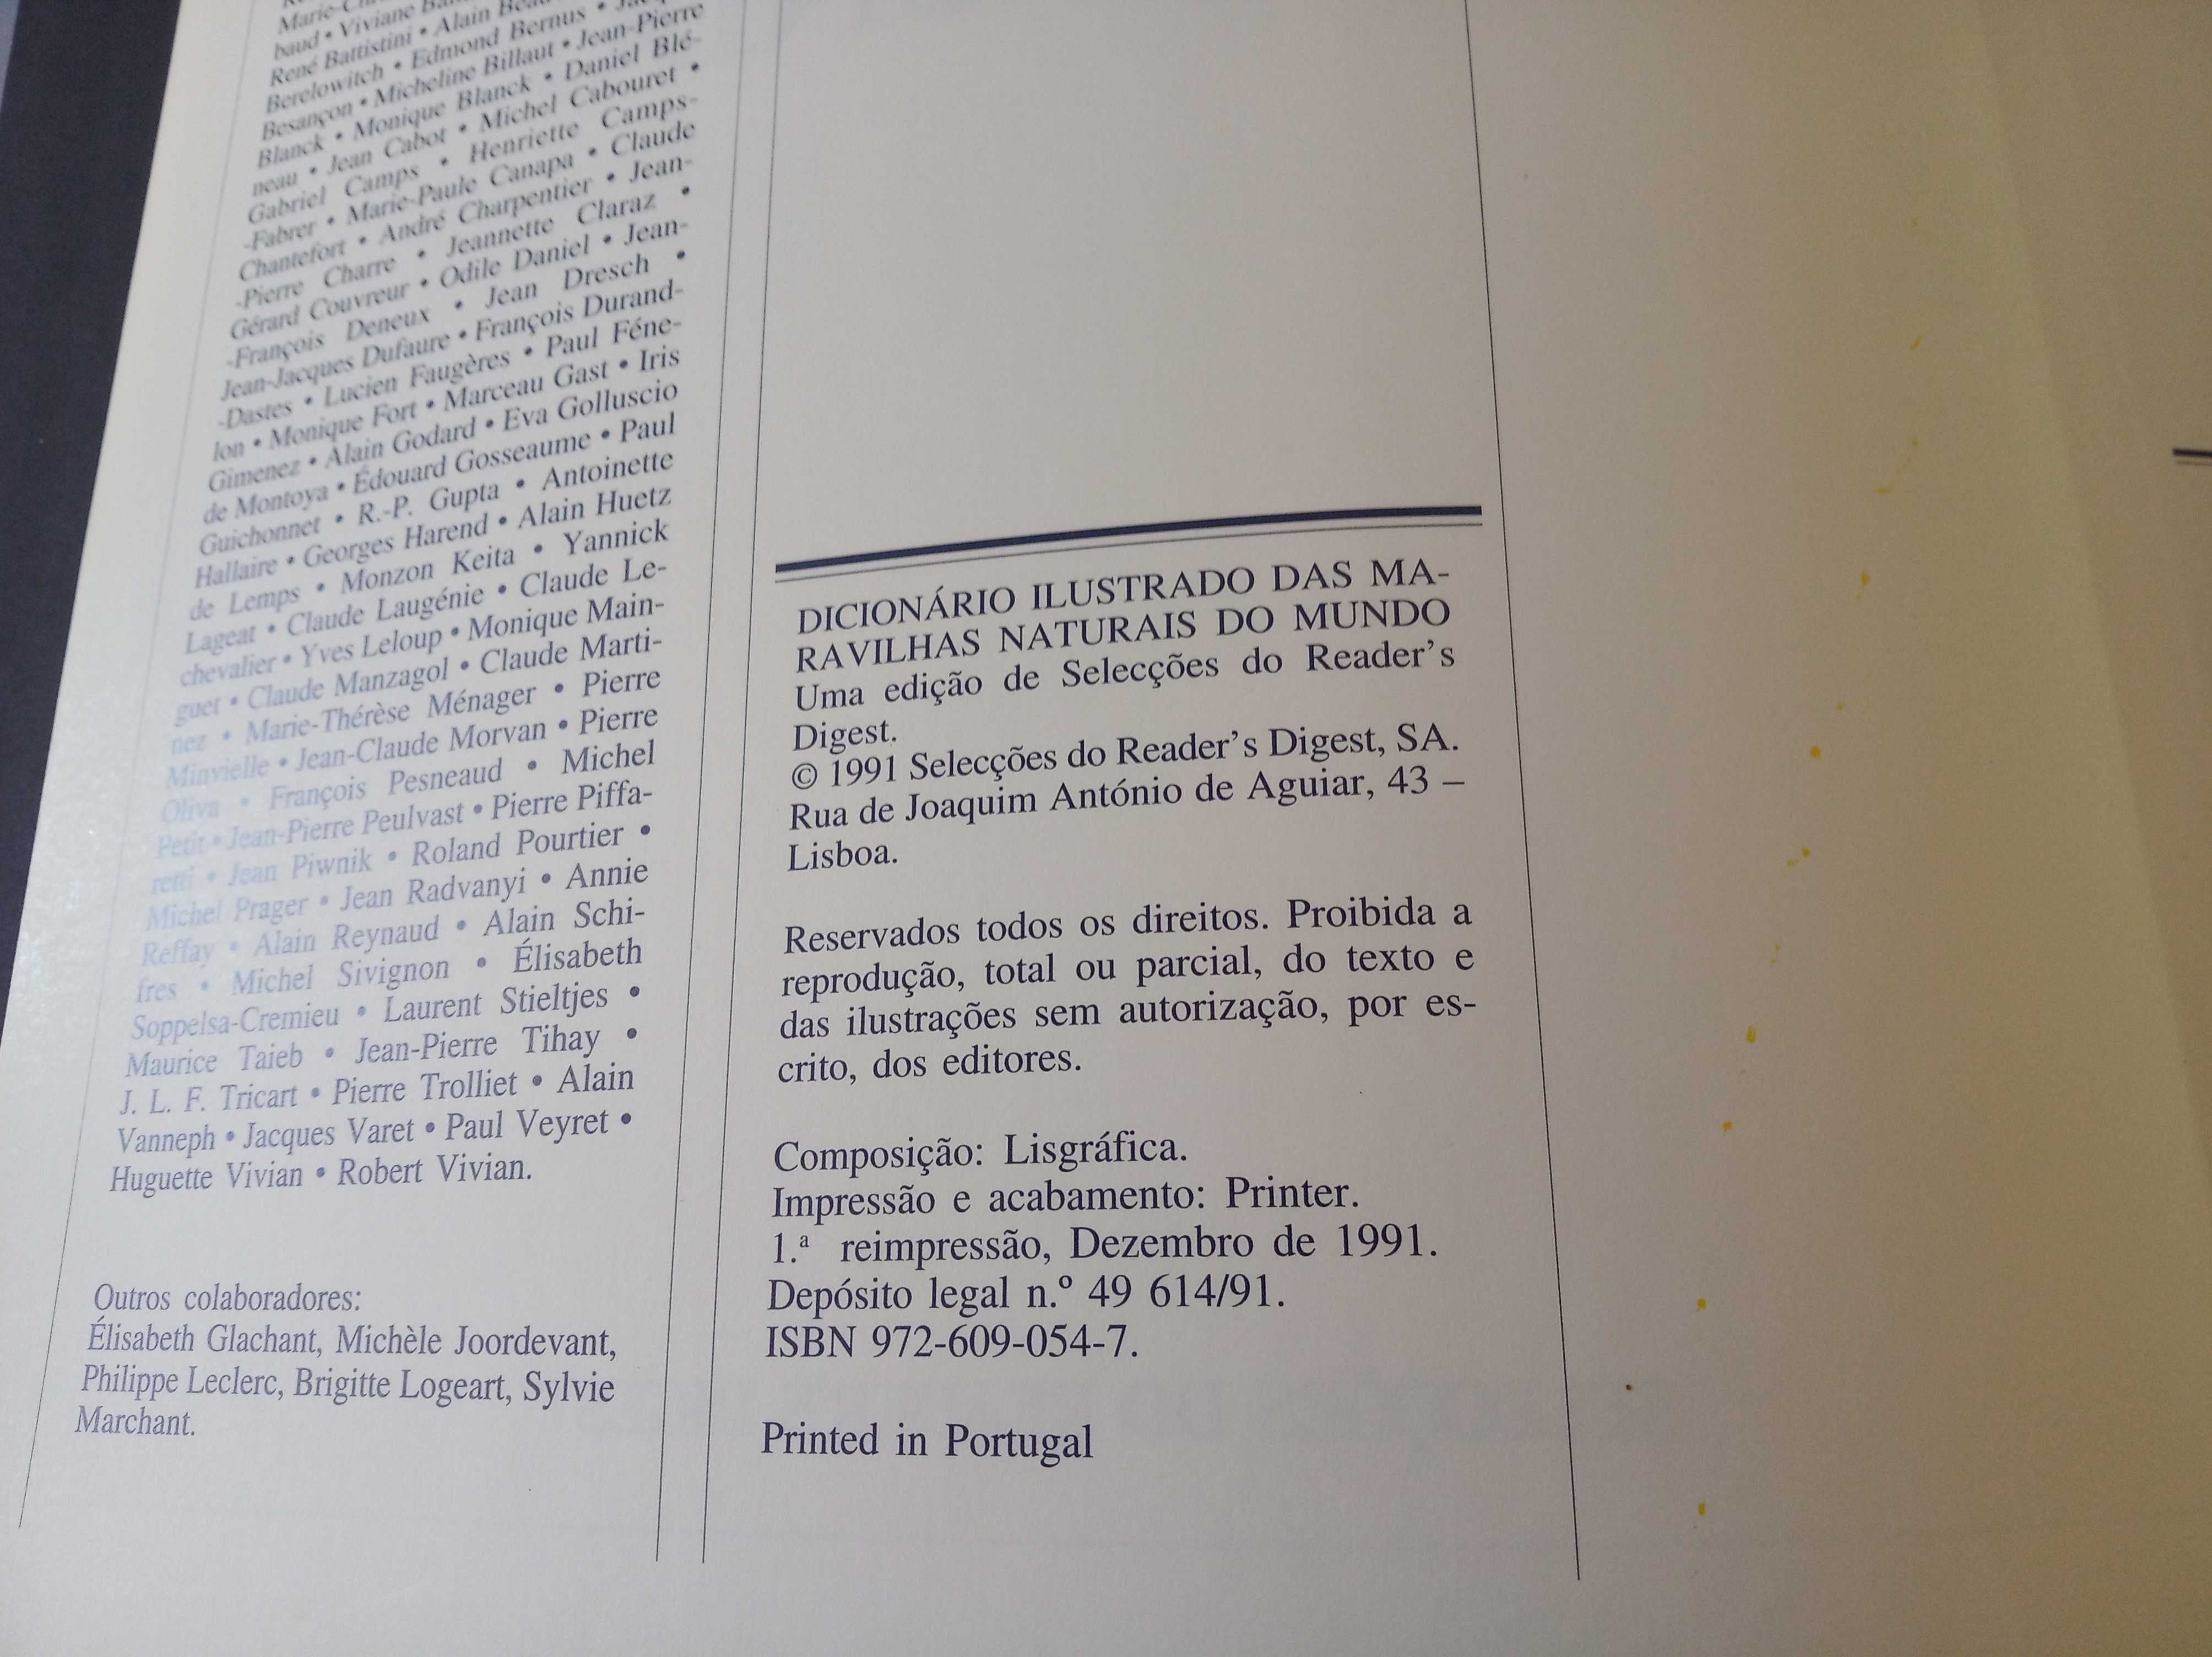 Marie-
baud • Viviane
René Battistini • Alain
Berelowitch • Edmond Bernus •
Besançon • Micheline Billaut • Jean-Pierre
Blanck • Monique Blanck • Daniel Blé-
neau • Jean Cabot • Michel Cabouret •
Gabriel Camps • Henriette Camps-
-Fabrer • Marie-Paule Canapa • Claude
Chantefort • André Charpentier • Jean-
-Pierre Charre • Jeannette Claraz •
Gérard Couvreur • Odile Daniel • Jean-
-François Deneux • Jean Dresch •
Jean-Jacques Dufaure • François Durand-
-Dastes • Lucien Faugères • Paul Féne-
lon • Monique Fort • Marceau Gast • Iris
Gimenez • Alain Godard • Eva Golluscio
de Montoya • Édouard Gosseaume • Paul
Guichonnet • R.-P. Gupta • Antoinette
Hallaire • Georges Harend • Alain Huetz
de Lemps • Monzon Keita • Yannick
Lageat • Claude Laugénie • Claude Le-
chevalier • Yves Leloup • Monique Main-
guet • Claude Manzagol • Claude Marti-
nez • Marie-Thérèse Ménager • Pierre
Minvielle • Jean-Claude Morvan • Pierre
Oliva • François Pesneaud • Michel
Petit • Jean-Pierre Peulvast • Pierre Piffa-
retti • Jean Piwnik • Roland Pourtier •
Michel Prager • Jean Radvanyi • Annie
Reffay • Alain Reynaud • Alain Schi-
fres • Michel Sivignon • Élisabeth
Soppelsa-Cremieu • Laurent Stieltjes •
Maurice Taieb • Jean-Pierre Tihay •
J. L. F. Tricart • Pierre Trolliet • Alain
Vanneph • Jacques Varet • Paul Veyret •
Huguette Vivian • Robert Vivian.
Outros colaboradores:
Élisabeth Glachant, Michèle Joordevant,
Philippe Leclerc, Brigitte Logeart, Sylvie
Marchant.
DICIONÁRIO ILUSTRADO DAS MA-
RAVILHAS NATURAIS DO MUNDO
Uma edição de Selecções do Reader's
Digest.
© 1991 Selecções do Reader's Digest, SA.
Rua de Joaquim António de Aguiar, 43 –
Lisboa.
Reservados todos os direitos. Proibida a
reprodução, total ou parcial, do texto e
das ilustrações sem autorização, por es-
crito, dos editores.
Composição: Lisgráfica.
Impressão e acabamento: Printer.
1.ª reimpressão, Dezembro de 1991.
Depósito legal n.º 49 614/91.
ISBN 972-609-054-7.
Printed in Portugal